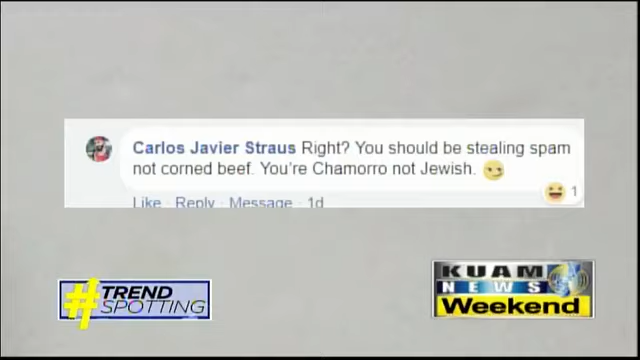 Carlos Javier Straus Right? You should be stealing spam
not corned beef. You're Chamorro not Jewish.
1
Like · Reply · Message · 1d
#TREND
SPOTTING
KUAM
NEWS
Weekend